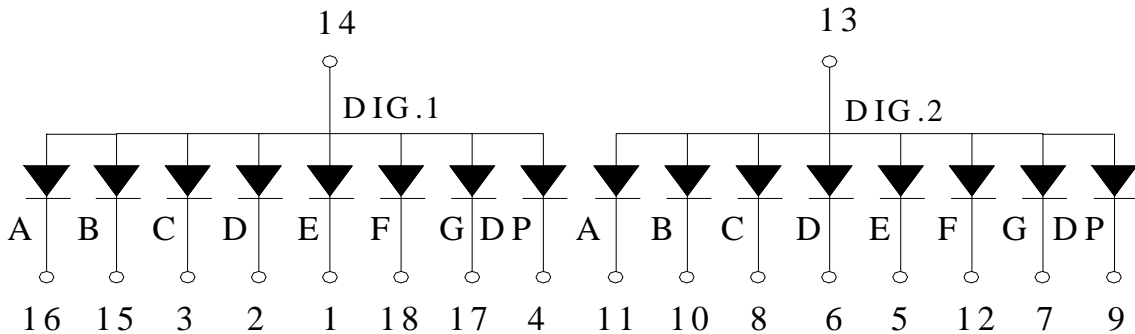 14 13
DIG.1 DIG.2
A B C D E F G DP A B C D E F G DP
16 15 3 2 1 18 17 4 11 10 8 6 5 12 7 9